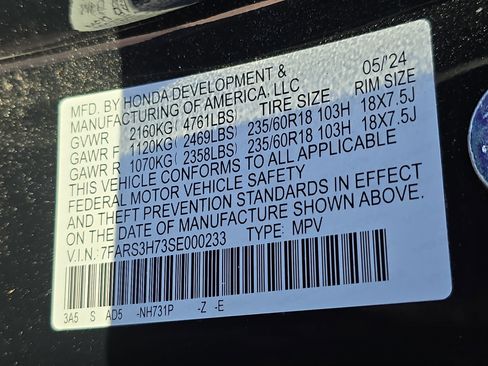 MFD. BY HONDA DEVELOPMENT & 05/'24
MANUFACTURING OF AMERICA, LLC
GVWR 2160KG( 4761LBS) TIRE SIZE RIM SIZE
GAWR F 1120KG( 2469LBS) 235/60R18 103H 18X7.5J
GAWR R 1070KG( 2358LBS) 235/60R18 103H 18X7.5J
THIS VEHICLE CONFORMS TO ALL APPLICABLE
FEDERAL MOTOR VEHICLE SAFETY
AND THEFT PREVENTION STANDARDS IN EFFECT
ON THE DATE OF MANUFACTURE SHOWN ABOVE.
V.I.N.: 7FARS3H73SE000233 TYPE: MPV
3A5 S AD5 -NH731P -Z -E